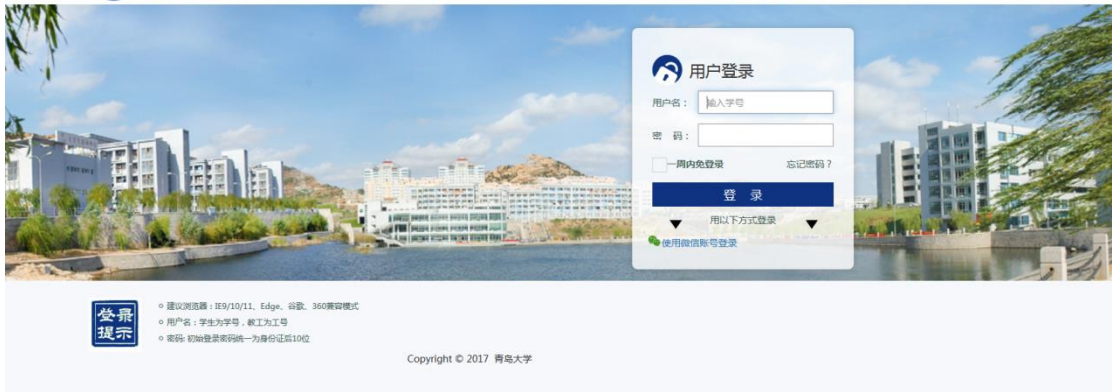 用户登录
用户名： 输入学号
密 码：
一周内免登录 忘记密码？
登 录
用以下方式登录
使用微信账号登录
登录
提示
建议浏览器：IE9/10/11、Edge、谷歌、360兼容模式
用户名：学生为学号，教工为工号
密码: 初始登录密码统一为身份证后10位
Copyright © 2017 青岛大学